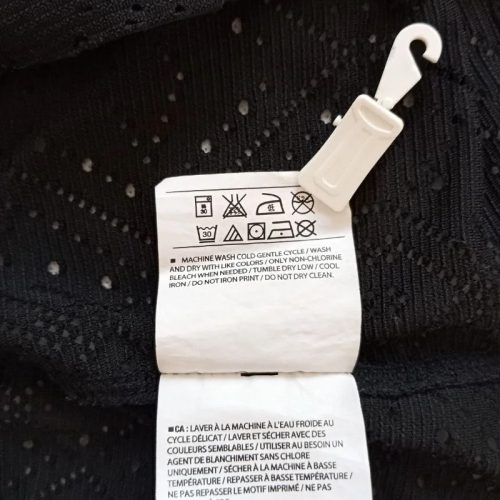 30
■ MACHINE WASH COLD GENTLE CYCLE / WASH
AND DRY WITH LIKE COLORS / ONLY NON-CHLORINE
BLEACH WHEN NEEDED / TUMBLE DRY LOW / COOL
IRON / DO NOT IRON PRINT / DO NOT DRY CLEAN.
■ CA : LAVER À LA MACHINE À L'EAU FROIDE AU
CYCLE DÉLICAT / LAVER ET SÉCHER AVEC DES
COULEURS SEMBLABLES / UTILISER AU BESOIN UN
AGENT DE BLANCHIMENT SANS CHLORE
UNIQUEMENT / SÉCHER À LA MACHINE À BASSE
TEMPÉRATURE / REPASSER À BASSE TEMPÉRATURE /
NE PAS REPASSER LE MOTIF IMPRIMÉ / NE PAS